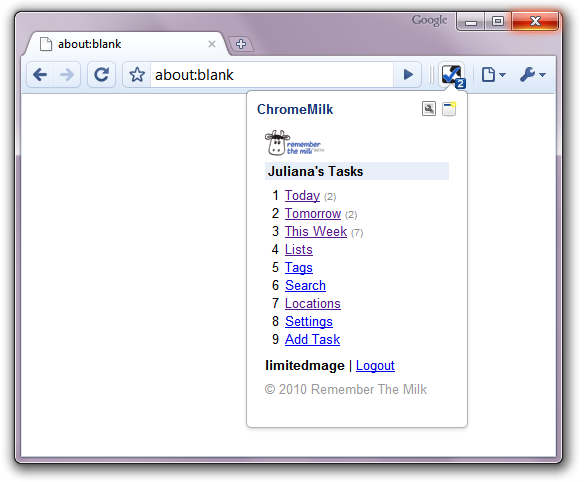 Google
about:blank
about:blank
2
ChromeMilk
remember
the milk
Juliana's Tasks
1 Today (2)
2 Tomorrow (2)
3 This Week (7)
4 Lists
5 Tags
6 Search
7 Locations
8 Settings
9 Add Task
limitedmage | Logout
© 2010 Remember The Milk